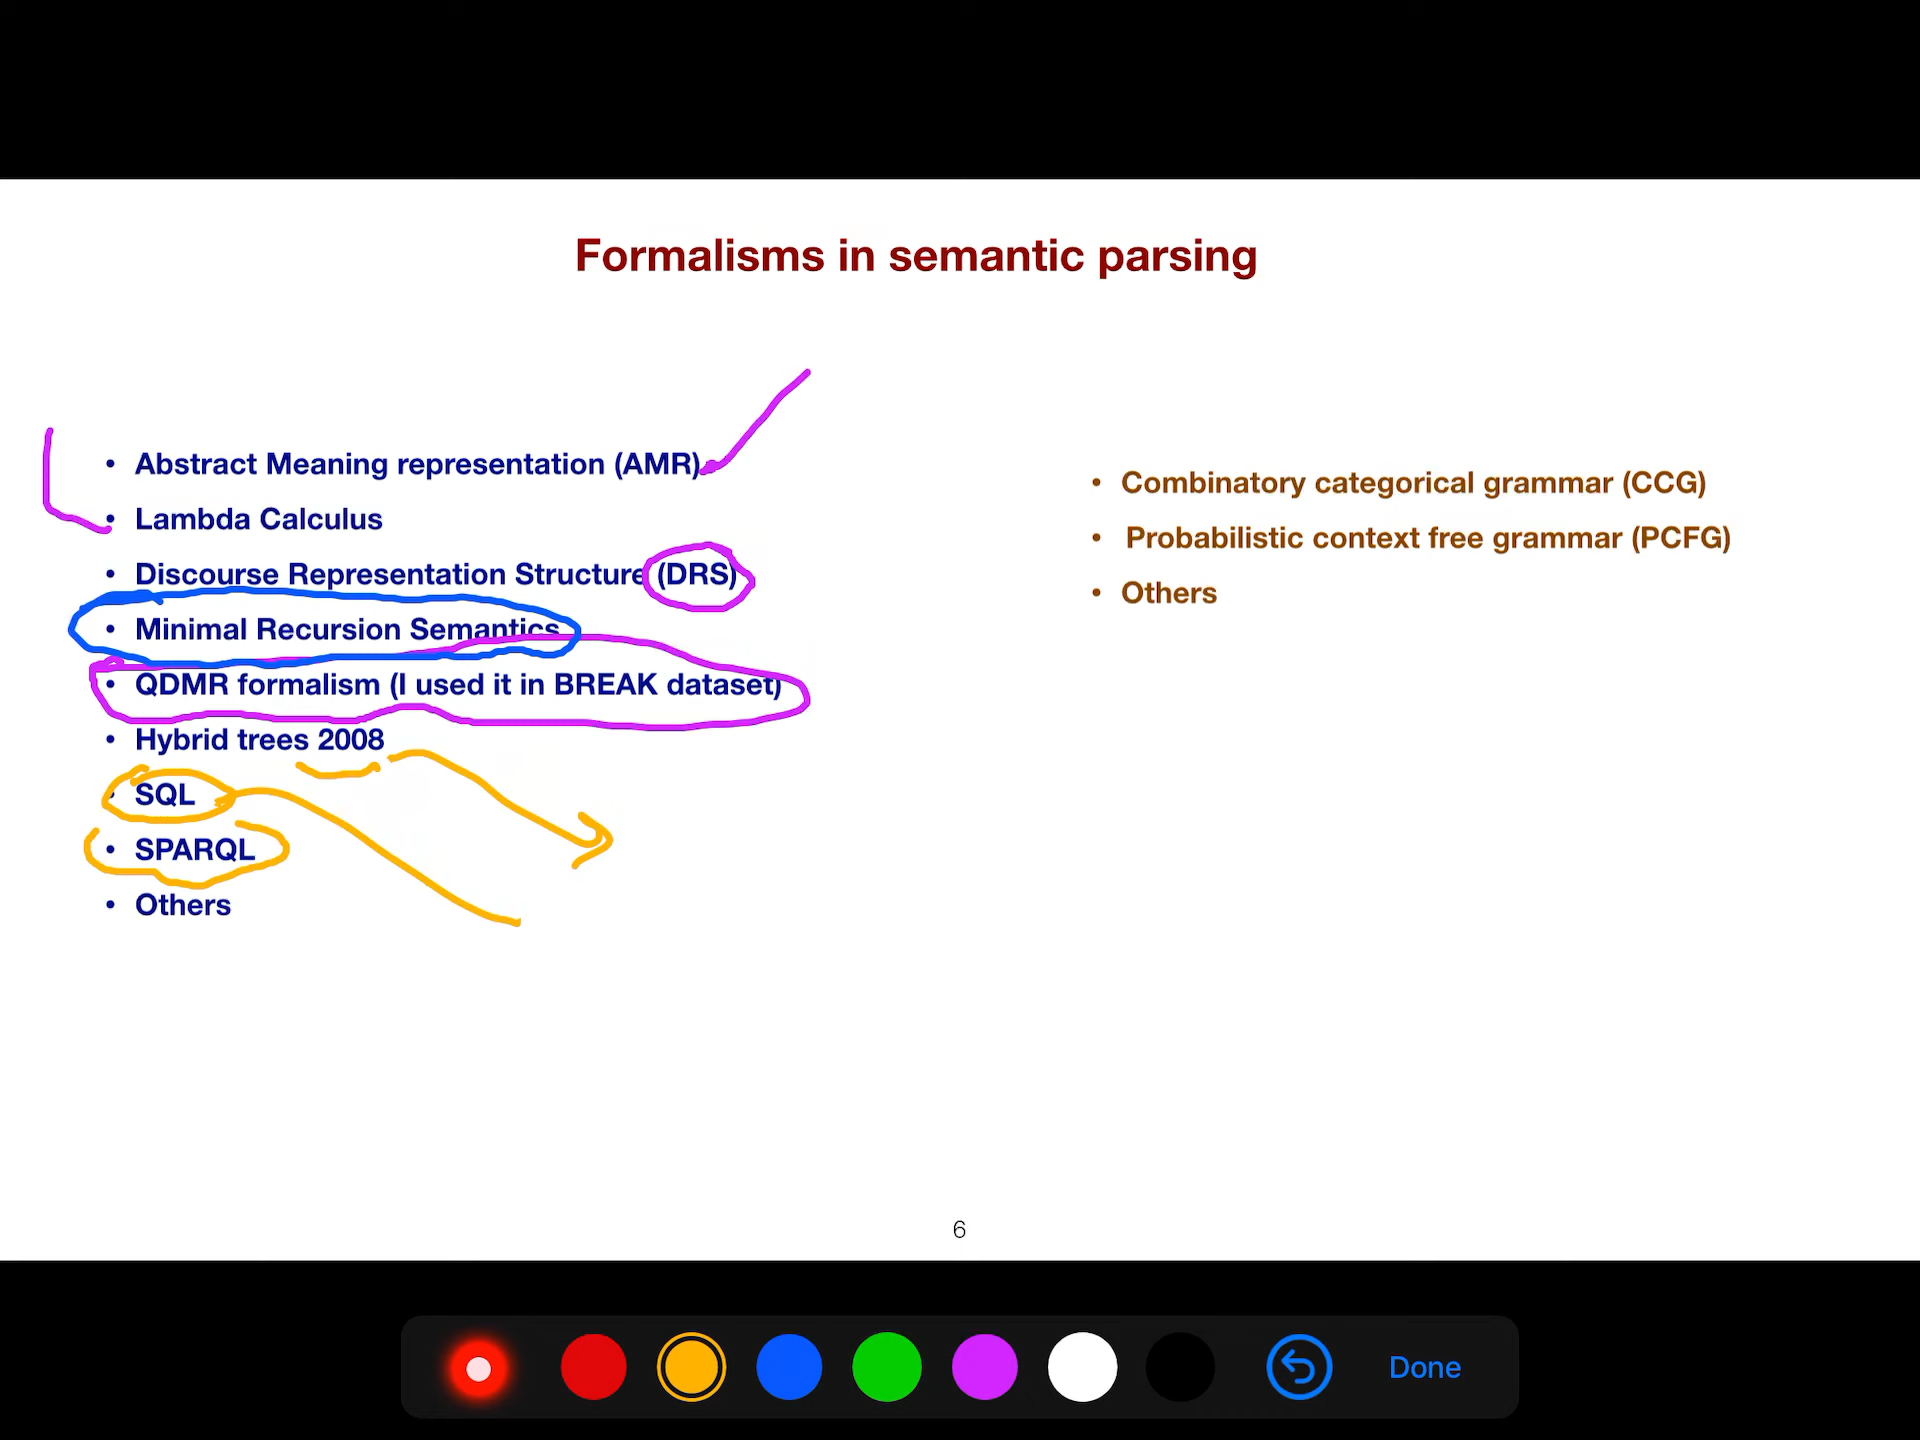 Formalisms in semantic parsing
• Abstract Meaning representation (AMR)
• Lambda Calculus
• Discourse Representation Structure (DRS)
• Minimal Recursion Semantics
• QDMR formalism (I used it in BREAK dataset)
• Hybrid trees 2008
• SQL
• SPARQL
• Others
• Combinatory categorical grammar (CCG)
• Probabilistic context free grammar (PCFG)
• Others
6
Done